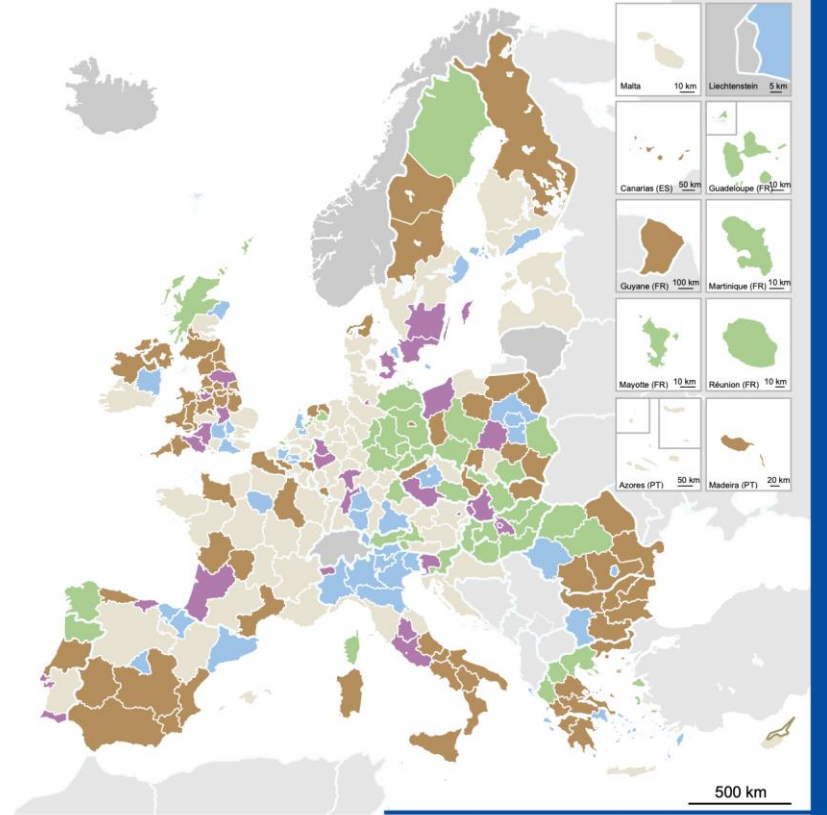 Malta 10 km
Liechtenstein 5 km
Canarias (ES) 50 km
Guadeloupe (FR) 10 km
Guyane (FR) 100 km
Martinique (FR) 10 km
Mayotte (FR) 10 km
Réunion (FR) 10 km
Azores (PT) 50 km
Madeira (PT) 20 km
500 km